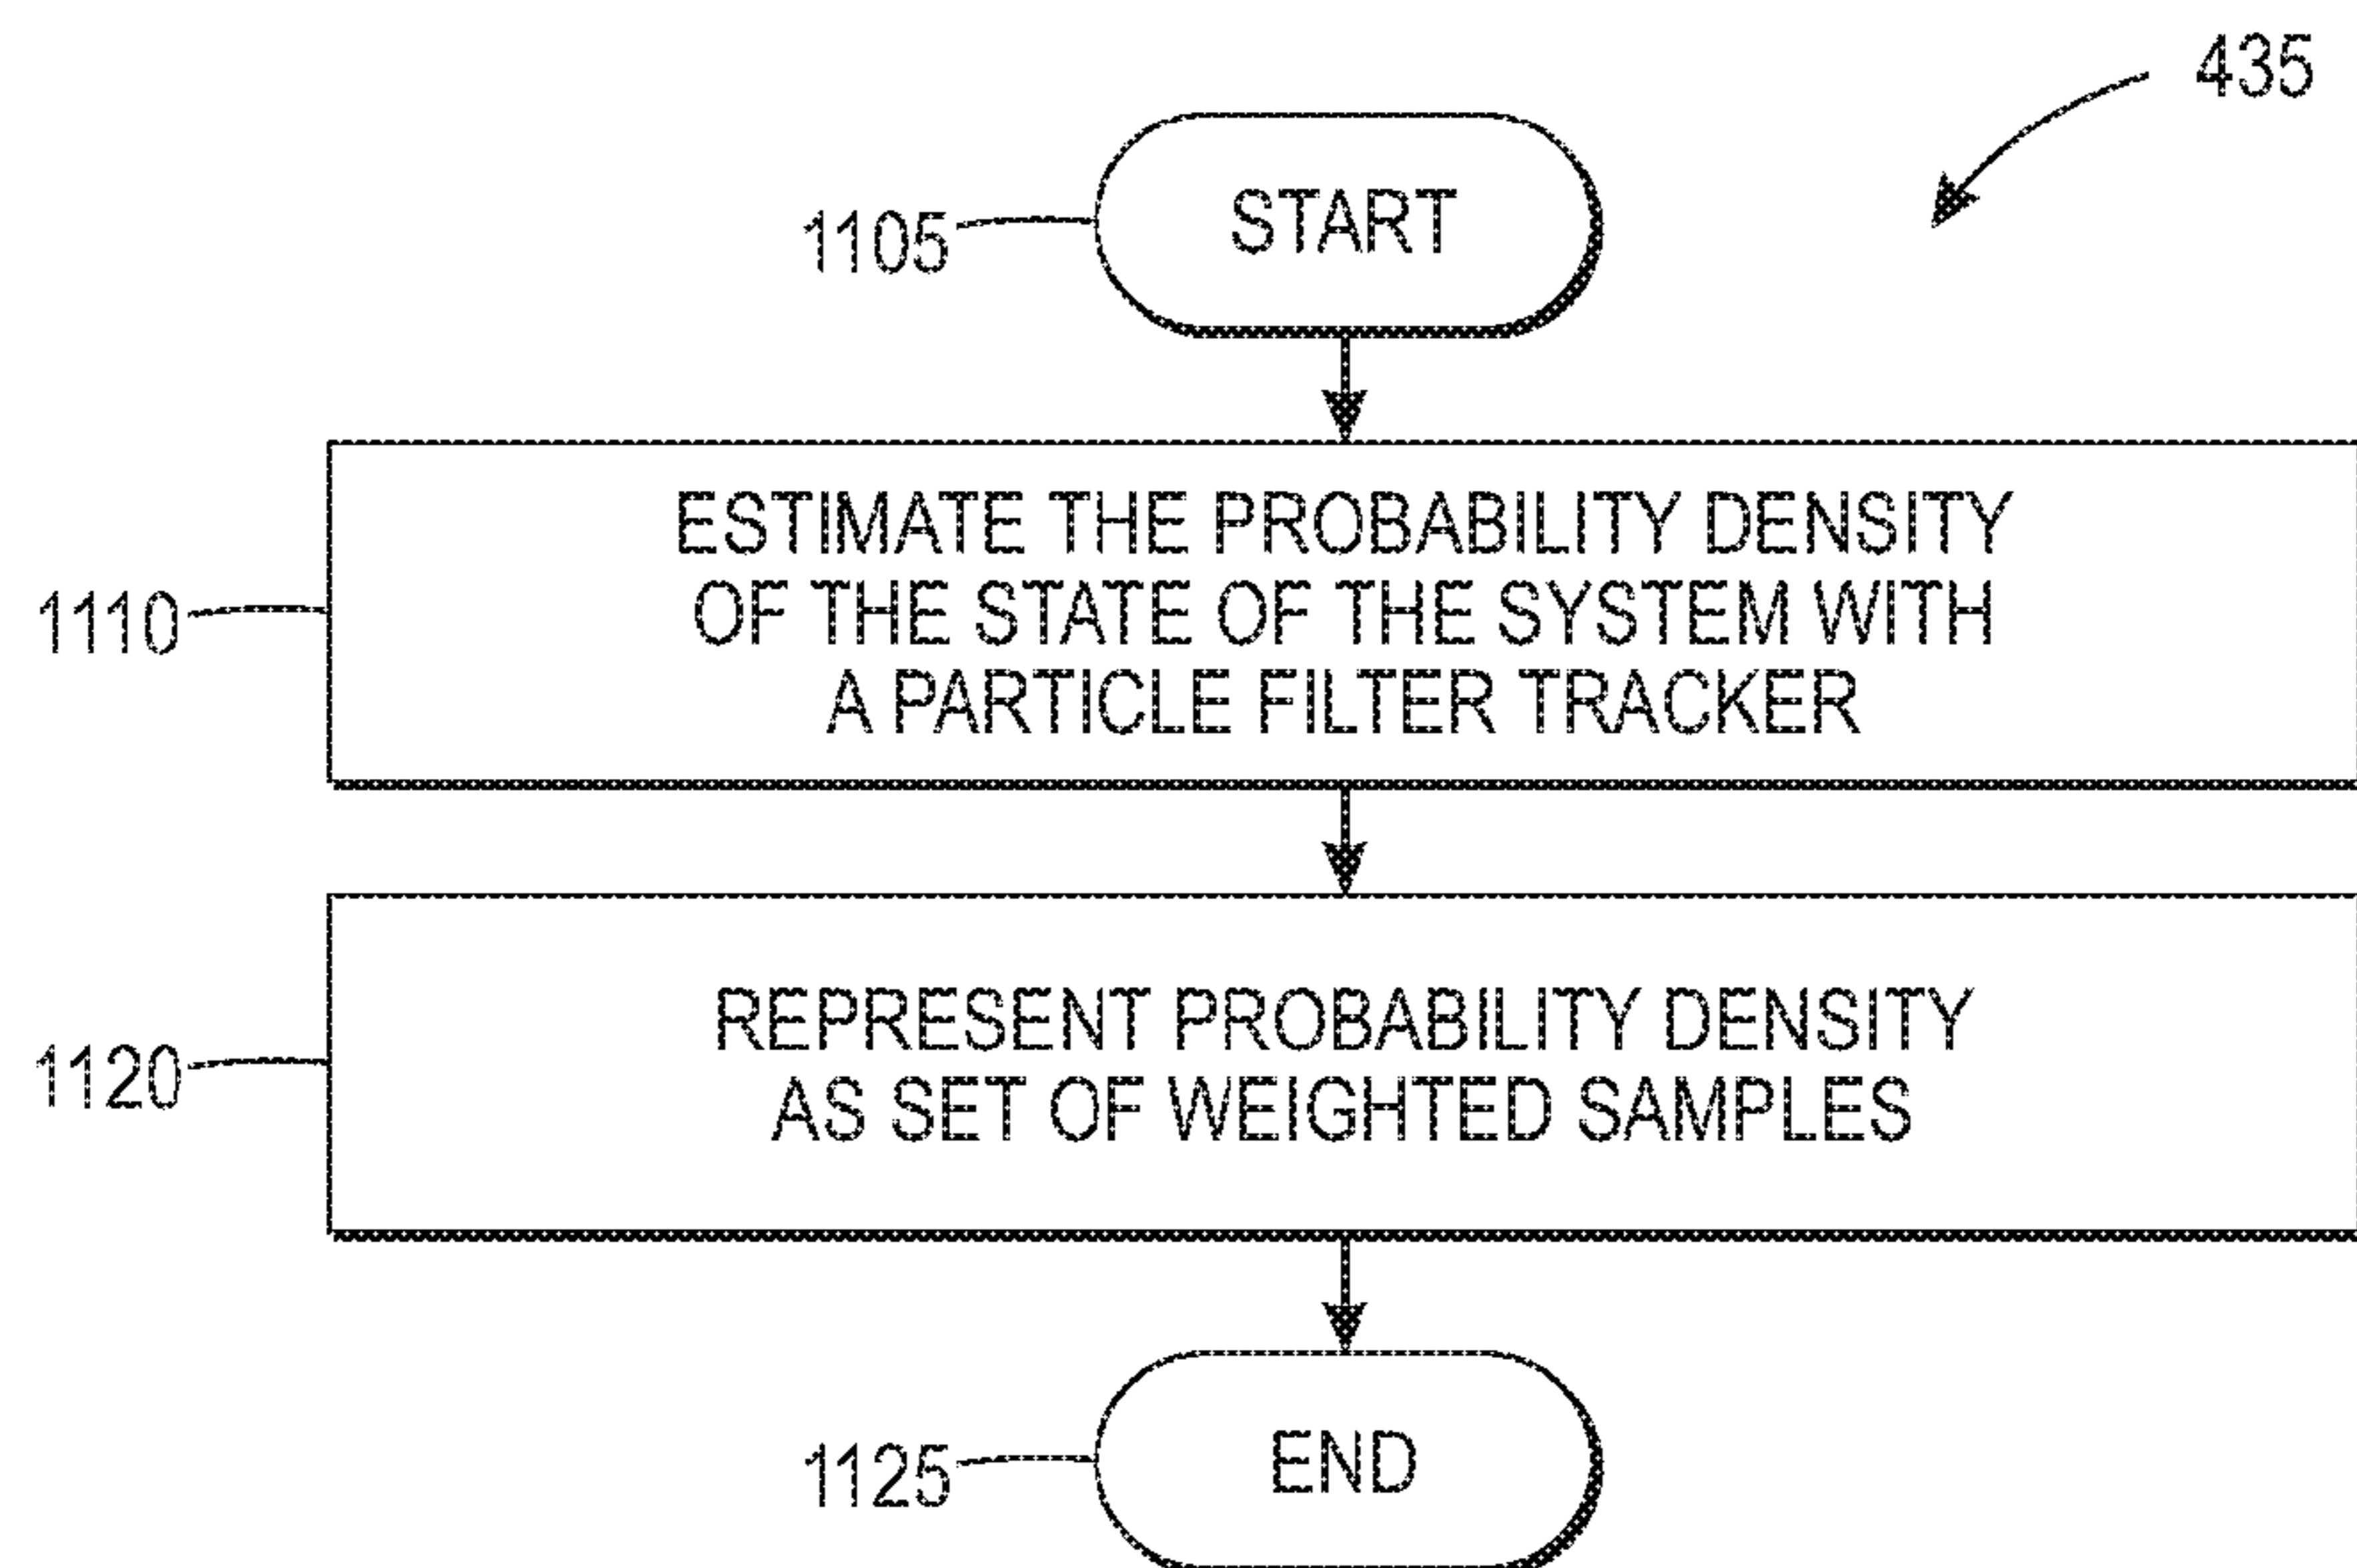 435
1105
START
1110
ESTIMATE THE PROBABILITY DENSITY
OF THE STATE OF THE SYSTEM WITH
A PARTICLE FILTER TRACKER
1120
REPRESENT PROBABILITY DENSITY
AS SET OF WEIGHTED SAMPLES
1125
END